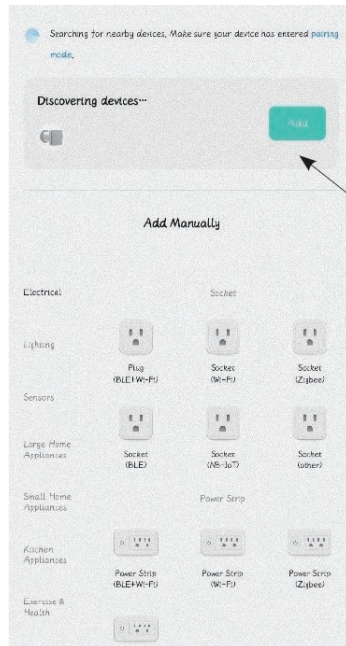 Searching for nearby devices, Make sure your device has entered pairing
mode.
Discovering devices...
Add
Add Manually
Electrical
Socket
Lighting
Plug
(BLE+Wi-Fi)
Socket
(Wi-Fi)
Socket
(Zigbee)
Sensors
Large Home
Appliances
Socket
(BLE)
Socket
(NB-IoT)
Socket
(other)
Small Home
Appliances
Power Strip
Kitchen
Appliances
Power Strip
(BLE+Wi-Fi)
Power Strip
(Wi-Fi)
Power Strip
(Zigbee)
Exercise &
Health